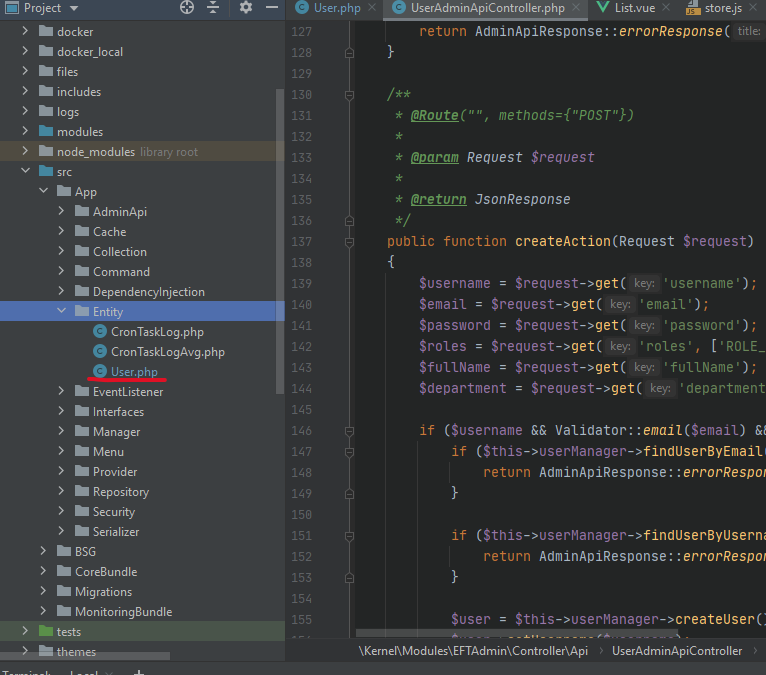 Project
docker
docker_local
files
includes
logs
modules
node_modules library root
src
App
AdminApi
Cache
Collection
Command
DependencyInjection
Entity
CronTaskLog.php
CronTaskLogAvg.php
User.php
EventListener
Interfaces
Manager
Menu
Provider
Repository
Security
Serializer
BSG
CoreBundle
Migrations
MonitoringBundle
tests
themes
User.php
UserAdminApiController.php
List.vue
store.js
127 return AdminApiResponse::errorResponse( title:
128 }
129
130 /**
131 * @Route("", methods={"POST"})
132 *
133 * @param Request $request
134 *
135 * @return JsonResponse
136 */
137 public function createAction(Request $request)
138 {
139 $username = $request->get( key: 'username');
140 $email = $request->get( key: 'email');
141 $password = $request->get( key: 'password');
142 $roles = $request->get( key: 'roles', ['ROLE_
143 $fullName = $request->get( key: 'fullName');
144 $department = $request->get( key: 'department
145
146 if ($username && Validator::email($email) &
147 if ($this->userManager->findUserByEmail(
148 return AdminApiResponse::errorRespon
149 }
150
151 if ($this->userManager->findUserByUserna
152 return AdminApiResponse::errorRespon
153 }
154
155 $user = $this->userManager->createUser()
\Kernel\Modules\EFTAdmin\Controller\Api
UserAdminApiController
Local